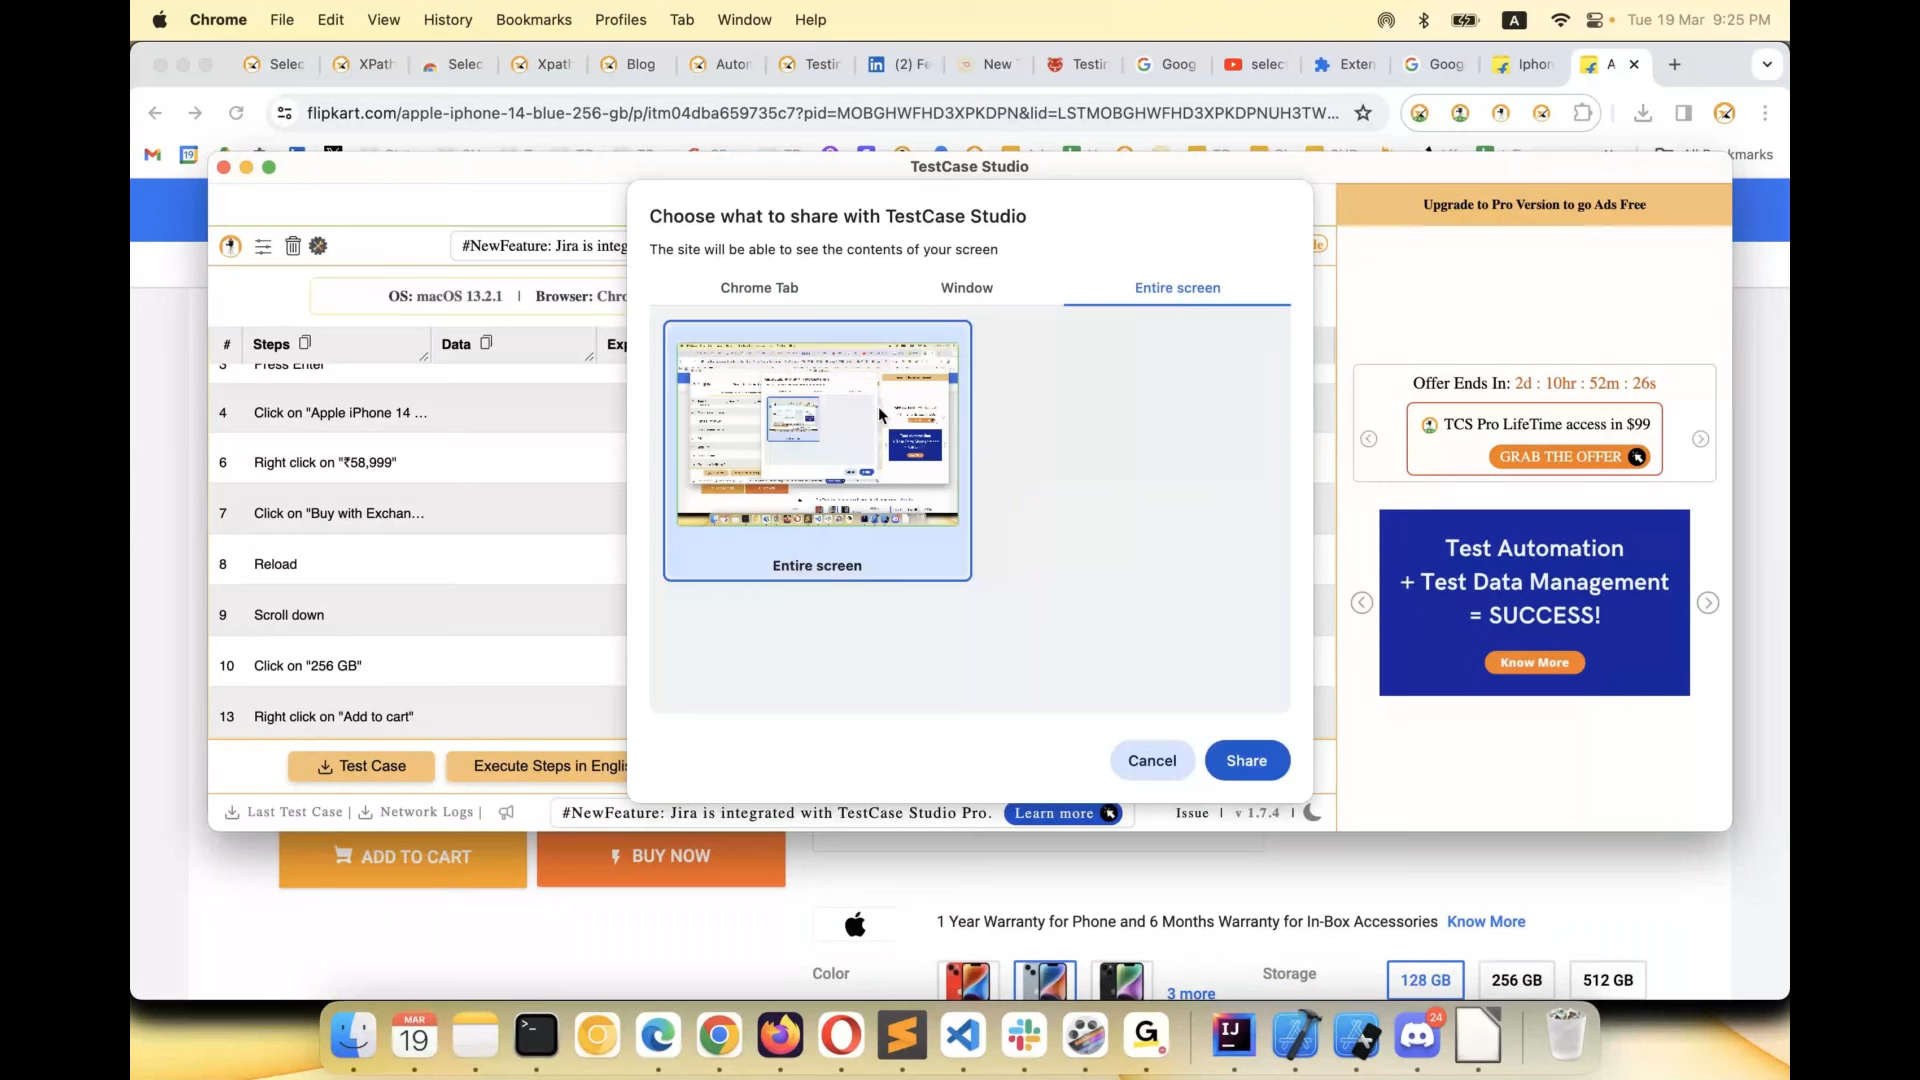 Chrome File Edit View History Bookmarks Profiles Tab Window Help
A
Tue 19 Mar 9:25 PM
Selec
XPath
Selec
Xpath
Blog
Autom
Testin
(2) Fe
New
Testin
Goog
selec
Exten
Goog
Iphon
A
flipkart.com/apple-iphone-14-blue-256-gb/p/itm04dba659735c7?pid=MOBGHWFHD3XPKDPN&lid=LSTMOBGHWFHD3XPKDPNUH3TW...
TestCase Studio
Choose what to share with TestCase Studio
The site will be able to see the contents of your screen
Chrome Tab
Window
Entire screen
Entire screen
Cancel
Share
Upgrade to Pro Version to go Ads Free
#NewFeature: Jira is integ
OS: macOS 13.2.1 | Browser: Chro
# Steps Data Exp
3 Press Enter
4 Click on "Apple iPhone 14 ...
6 Right click on "₹58,999"
7 Click on "Buy with Exchan...
8 Reload
9 Scroll down
10 Click on "256 GB"
13 Right click on "Add to cart"
Test Case
Execute Steps in Englis
Last Test Case | Network Logs |
#NewFeature: Jira is integrated with TestCase Studio Pro. Learn more
Issue | v 1.7.4 |
Offer Ends In: 2d : 10hr : 52m : 26s
TCS Pro LifeTime access in $99
GRAB THE OFFER
Test Automation
+ Test Data Management
= SUCCESS!
Know More
ADD TO CART
BUY NOW
1 Year Warranty for Phone and 6 Months Warranty for In-Box Accessories Know More
Color
3 more
Storage
128 GB
256 GB
512 GB
MAR
19
IJ
24